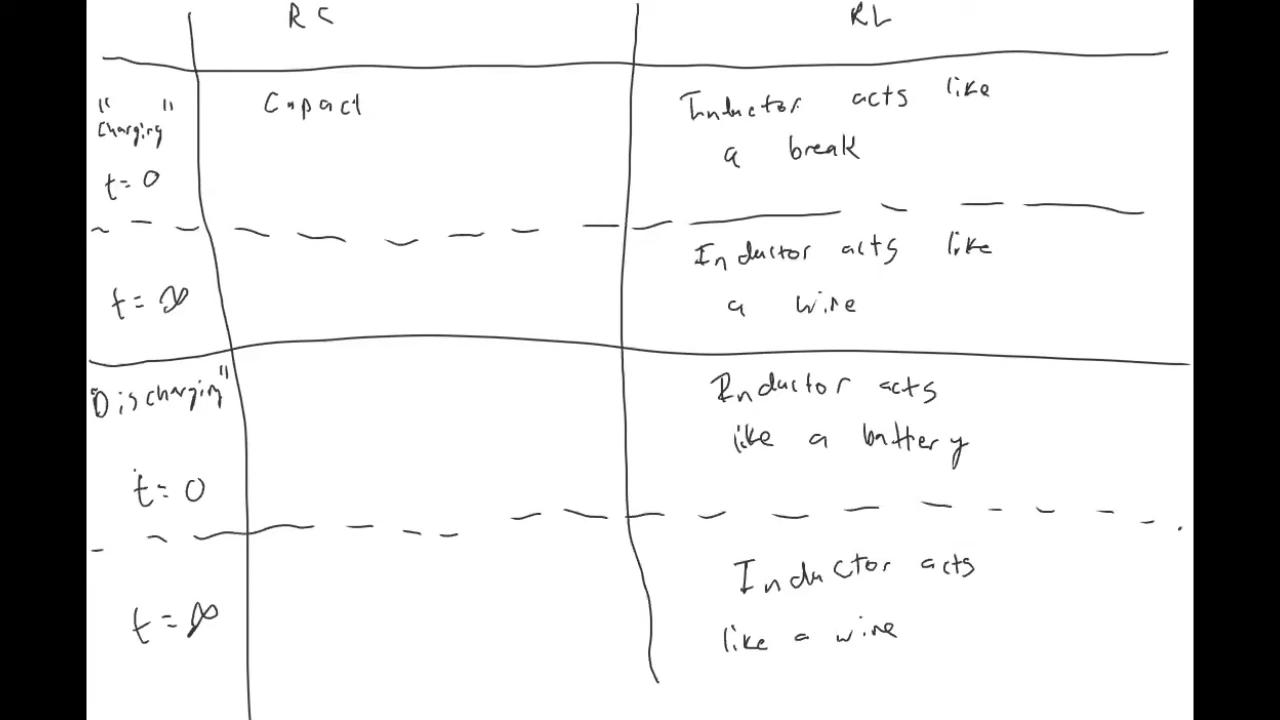 RC RL
"Charging"
t=0
Capact
Inductor acts like
a break
t=∞
Inductor acts like
a wire
"Discharging"
t=0
Inductor acts
like a battery
t=∞
Inductor acts
like a wire